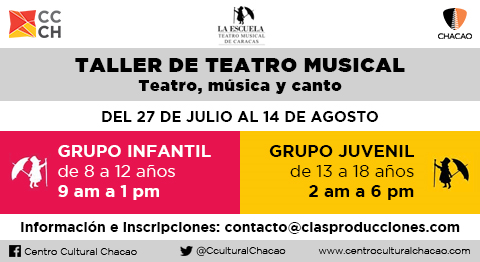 CC
CH
LA ESCUELA
TEATRO MUSICAL
DE CARACAS
CHACAO
TALLER DE TEATRO MUSICAL
Teatro, música y canto
DEL 27 DE JULIO AL 14 DE AGOSTO
GRUPO INFANTIL
de 8 a 12 años
9 am a 1 pm
GRUPO JUVENIL
de 13 a 18 años
2 am a 6 pm
Información e Inscripciones: contacto@clasproducciones.com
Centro Cultural Chacao
@CculturalChacao
www.centroculturalchacao.com